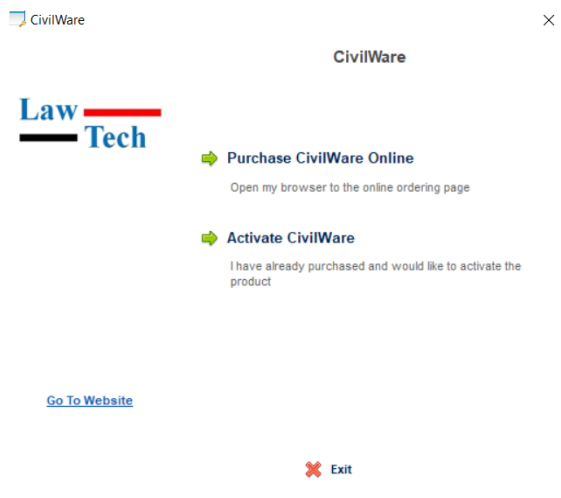 CivilWare
CivilWare
Law
Tech
Purchase CivilWare Online
Open my browser to the online ordering page
Activate CivilWare
I have already purchased and would like to activate the
product
Go To Website
Exit